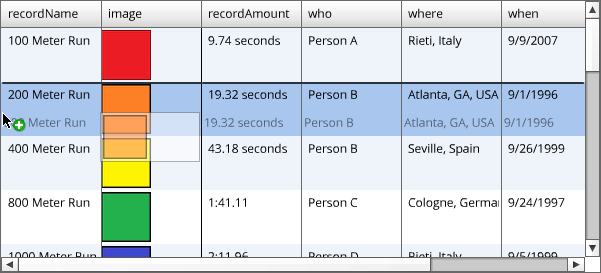 recordName image recordAmount who where when
100 Meter Run 9.74 seconds Person A Rieti, Italy 9/9/2007
200 Meter Run 19.32 seconds Person B Atlanta, GA, USA 9/1/1996
Meter Run 19.32 seconds Person B Atlanta, GA, USA 9/1/1996
400 Meter Run 43.18 seconds Person B Seville, Spain 9/26/1999
800 Meter Run 1:41.11 Person C Cologne, Germa 9/24/1997
1000 Meter Run 2:11.96 Person D Rieti, Italy 9/5/1999